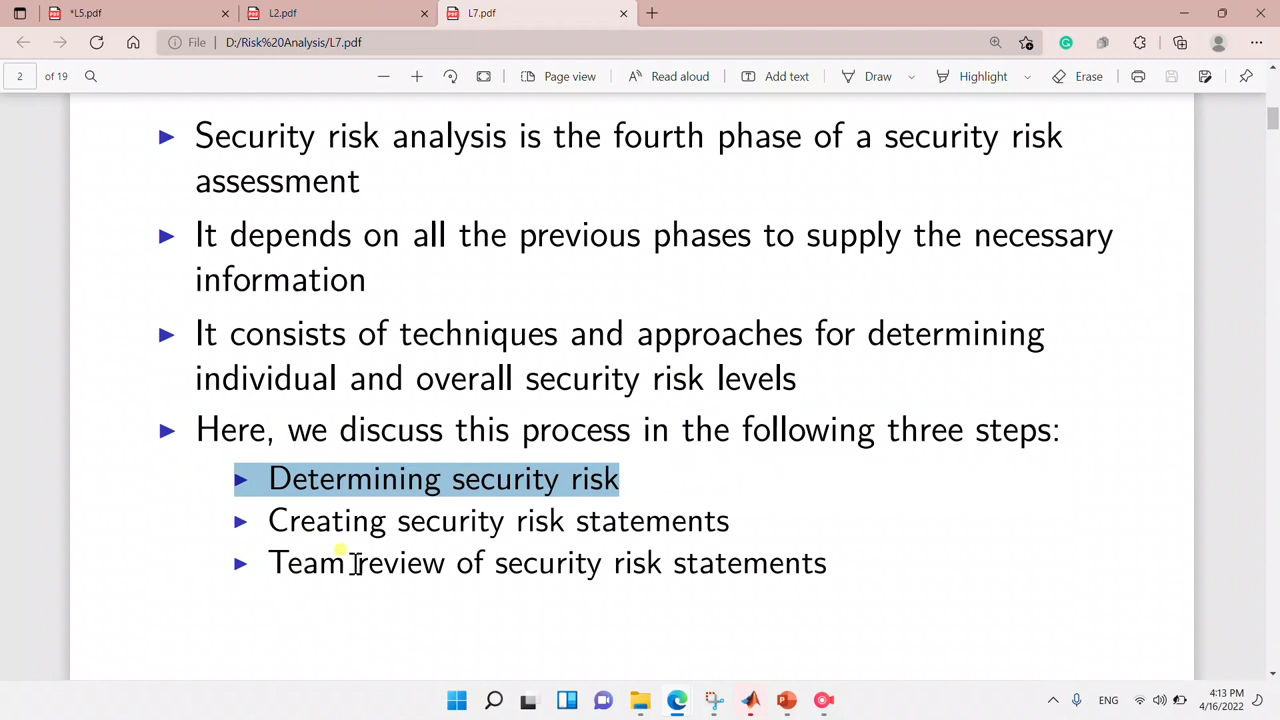 *L5.pdf
L2.pdf
L7.pdf
File
D:/Risk%20Analysis/L7.pdf
2 of 19
Page view
Read aloud
Add text
Draw
Highlight
Erase
Security risk analysis is the fourth phase of a security risk
assessment
It depends on all the previous phases to supply the necessary
information
It consists of techniques and approaches for determining
individual and overall security risk levels
Here, we discuss this process in the following three steps:
Determining security risk
Creating security risk statements
Team review of security risk statements
ENG
4:13 PM
4/16/2022